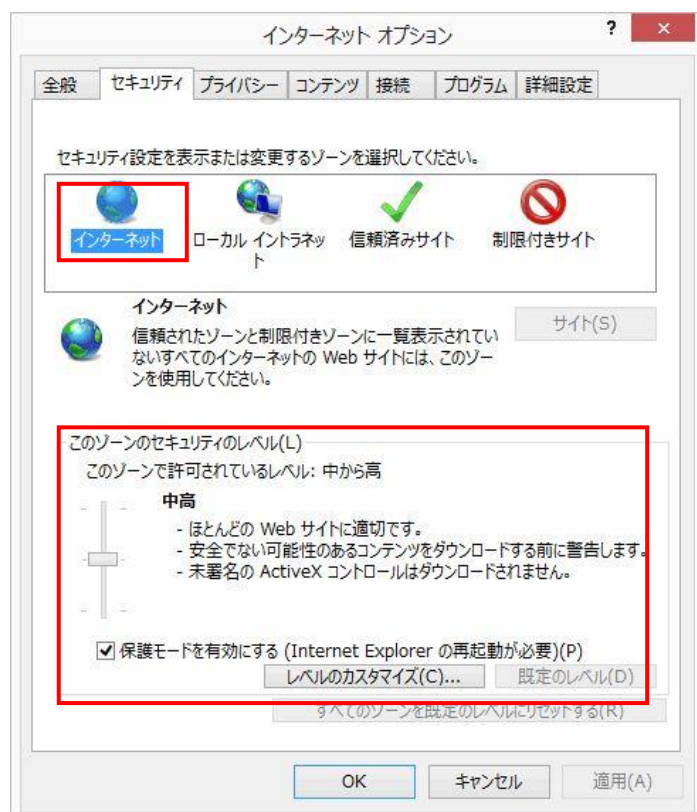 インターネット オプション
? ×
全般 セキュリティ プライバシー コンテンツ 接続 プログラム 詳細設定
セキュリティ設定を表示または変更するゾーンを選択してください。
インターネット ローカル イントラネッ 信頼済みサイト 制限付きサイト
ト
インターネット
サイト(S)
信頼されたゾーンと制限付きゾーンに一覧表示されてい
ないすべてのインターネットの Web サイトには、このゾー
ンを使用してください。
このゾーンのセキュリティのレベル(L)
このゾーンで許可されているレベル: 中から高
中高
- ほとんどの Web サイトに適切です。
- 安全でない可能性のあるコンテンツをダウンロードする前に警告します。
- 未署名の ActiveX コントロールはダウンロードされません。
保護モードを有効にする (Internet Explorer の再起動が必要)(P)
レベルのカスタマイズ(C)... 既定のレベル(D)
すべてのゾーンを既定のレベルにリセットする(R)
OK キャンセル 適用(A)